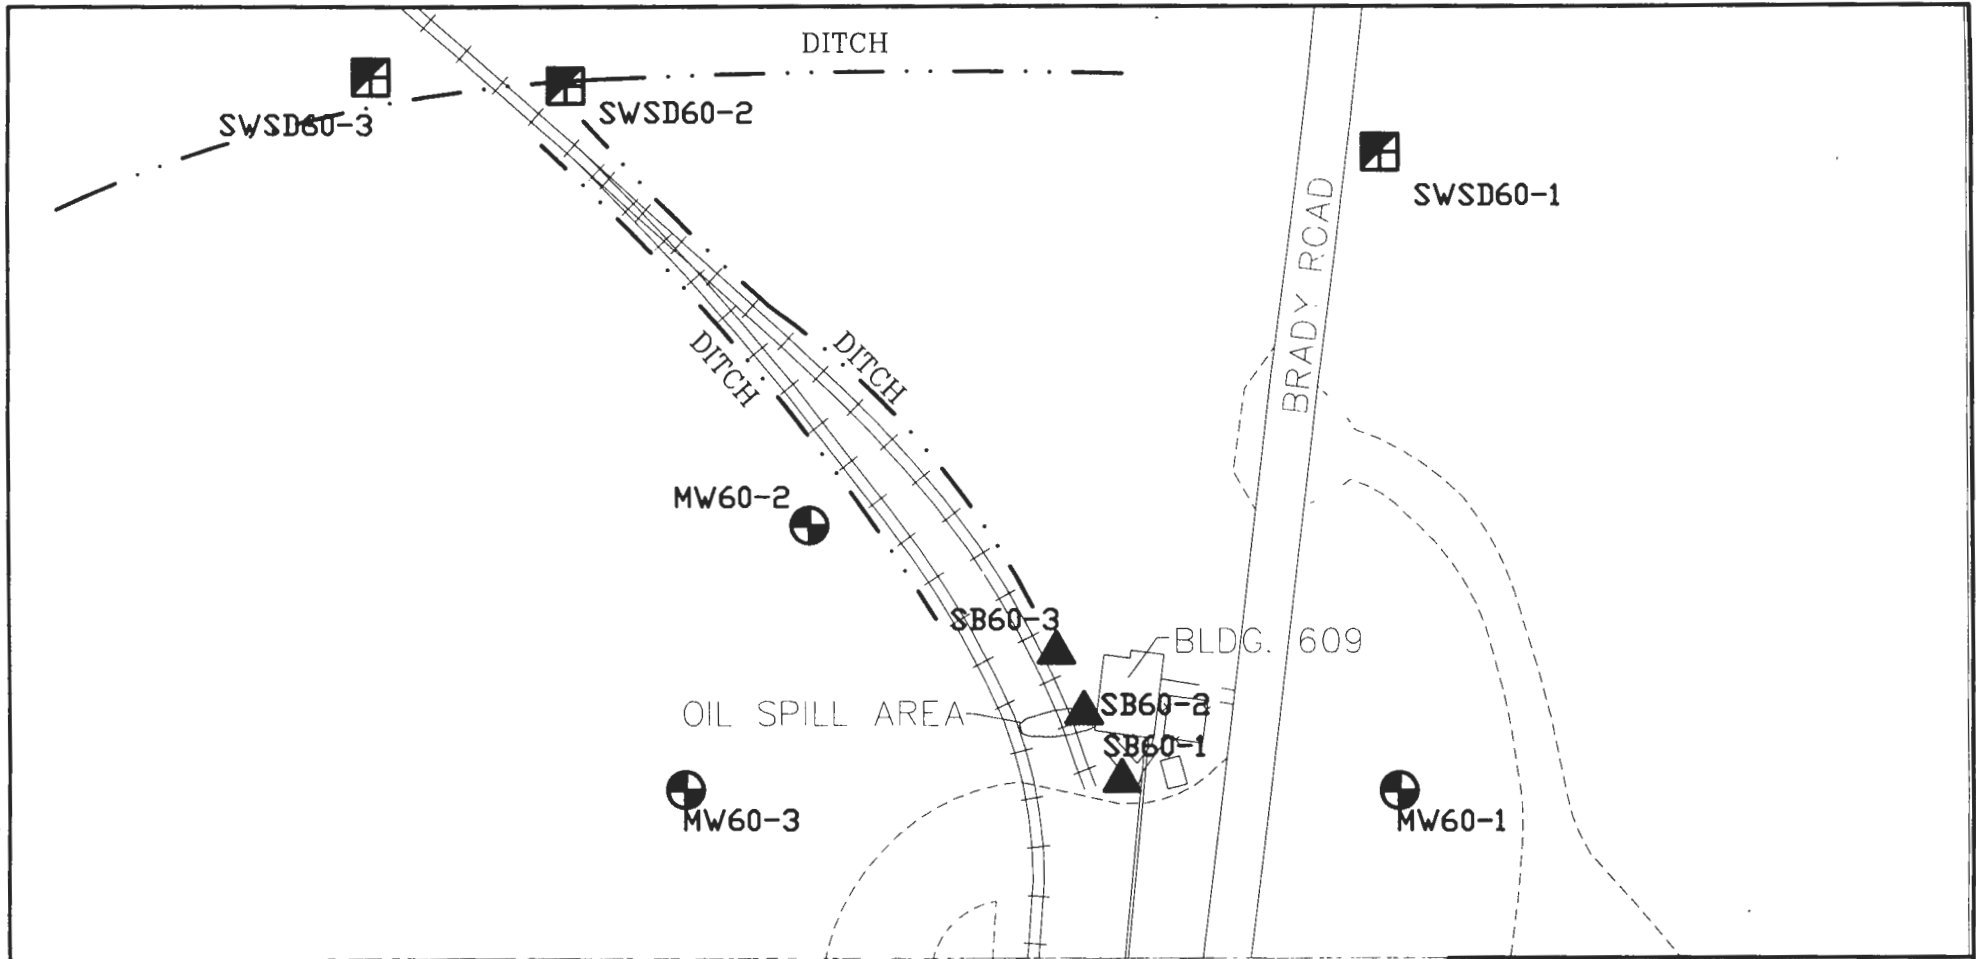 DITCH
SWSD60-3
SWSD60-2
SWSD60-1
BRADY ROAD
DITCH
DITCH
MW60-2
SB60-3
BLDG. 609
OIL SPILL AREA
SB60-2
SB60-1
MW60-3
MW60-1